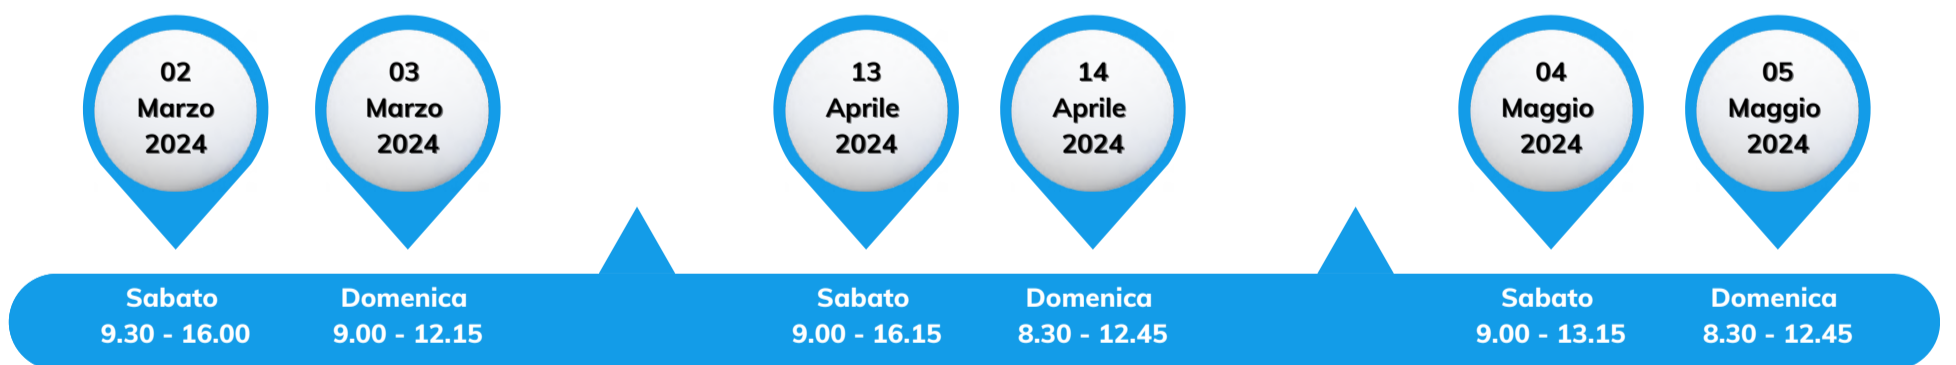 02
Marzo
2024
03
Marzo
2024
13
Aprile
2024
14
Aprile
2024
04
Maggio
2024
05
Maggio
2024
Sabato
9.30 - 16.00
Domenica
9.00 - 12.15
Sabato
9.00 - 16.15
Domenica
8.30 - 12.45
Sabato
9.00 - 13.15
Domenica
8.30 - 12.45